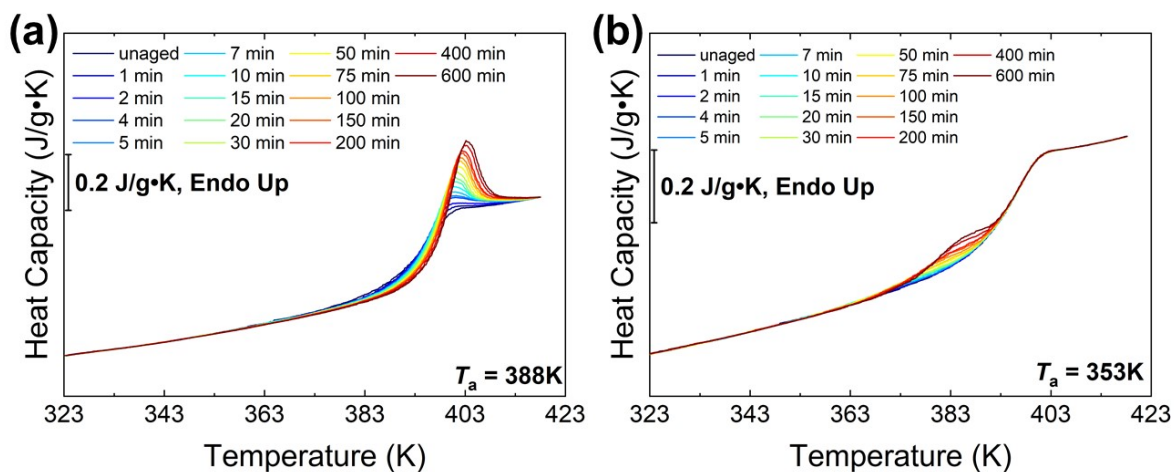 (a)
unaged 7 min 50 min 400 min
1 min 10 min 75 min 600 min
2 min 15 min 100 min
4 min 20 min 150 min
5 min 30 min 200 min
0.2 J/g•K, Endo Up
Heat Capacity (J/g•K)
Tₐ = 388K
323 343 363 383 403 423
Temperature (K)
(b)
unaged 7 min 50 min 400 min
1 min 10 min 75 min 600 min
2 min 15 min 100 min
4 min 20 min 150 min
5 min 30 min 200 min
0.2 J/g•K, Endo Up
Heat Capacity (J/g•K)
Tₐ = 353K
323 343 363 383 403 423
Temperature (K)